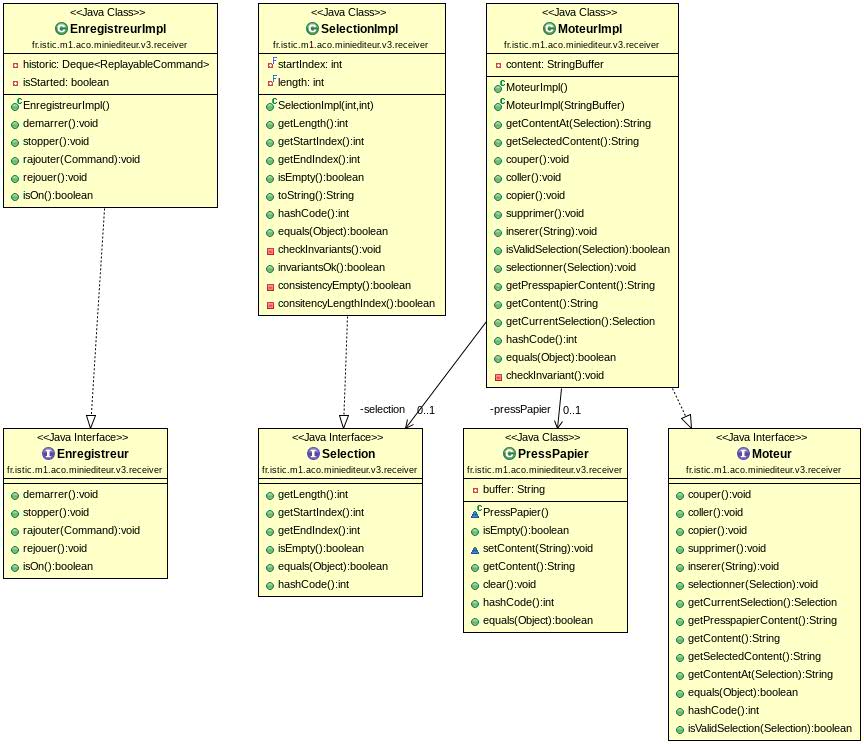 <<Java Class>>
EnregistreurImpl
fr.istic.m1.aco.miniediteur.v3.receiver
historic: Deque<ReplayableCommand>
isStarted: boolean
EnregistreurImpl()
demarrer():void
stopper():void
rajouter(Command):void
rejouer():void
isOn():boolean
<<Java Class>>
SelectionImpl
fr.istic.m1.aco.miniediteur.v3.receiver
startIndex: int
length: int
SelectionImpl(int,int)
getLength():int
getStartIndex():int
getEndIndex():int
isEmpty():boolean
toString():String
hashCode():int
equals(Object):boolean
checkInvariants():void
invariantsOk():boolean
consistencyEmpty():boolean
consitencyLengthIndex():boolean
<<Java Class>>
MoteurImpl
fr.istic.m1.aco.miniediteur.v3.receiver
content: StringBuffer
MoteurImpl()
MoteurImpl(StringBuffer)
getContentAt(Selection):String
getSelectedContent():String
couper():void
coller():void
copier():void
supprimer():void
inserer(String):void
isValidSelection(Selection):boolean
selectionner(Selection):void
getPresspapierContent():String
getContent():String
getCurrentSelection():Selection
hashCode():int
equals(Object):boolean
checkInvariant():void
-selection 0..1
-pressPapier 0..1
<<Java Interface>>
Enregistreur
fr.istic.m1.aco.miniediteur.v3.receiver
demarrer():void
stopper():void
rajouter(Command):void
rejouer():void
isOn():boolean
<<Java Interface>>
Selection
fr.istic.m1.aco.miniediteur.v3.receiver
getLength():int
getStartIndex():int
getEndIndex():int
isEmpty():boolean
equals(Object):boolean
hashCode():int
<<Java Class>>
PressPapier
fr.istic.m1.aco.miniediteur.v3.receiver
buffer: String
PressPapier()
isEmpty():boolean
setContent(String):void
getContent():String
clear():void
hashCode():int
equals(Object):boolean
<<Java Interface>>
Moteur
fr.istic.m1.aco.miniediteur.v3.receiver
couper():void
coller():void
copier():void
supprimer():void
inserer(String):void
selectionner(Selection):void
getCurrentSelection():Selection
getPresspapierContent():String
getContent():String
getSelectedContent():String
getContentAt(Selection):String
equals(Object):boolean
hashCode():int
isValidSelection(Selection):boolean